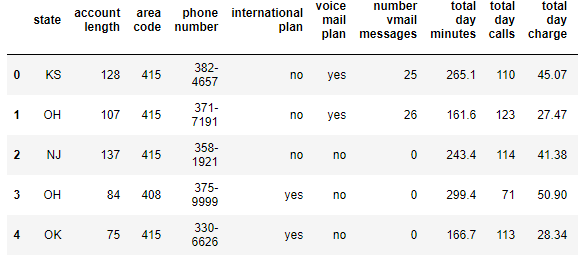 state account length area code phone number international plan voice mail plan number vmail messages total day minutes total day calls total day charge
0 KS 128 415 382-4657 no yes 25 265.1 110 45.07
1 OH 107 415 371-7191 no yes 26 161.6 123 27.47
2 NJ 137 415 358-1921 no no 0 243.4 114 41.38
3 OH 84 408 375-9999 yes no 0 299.4 71 50.90
4 OK 75 415 330-6626 yes no 0 166.7 113 28.34